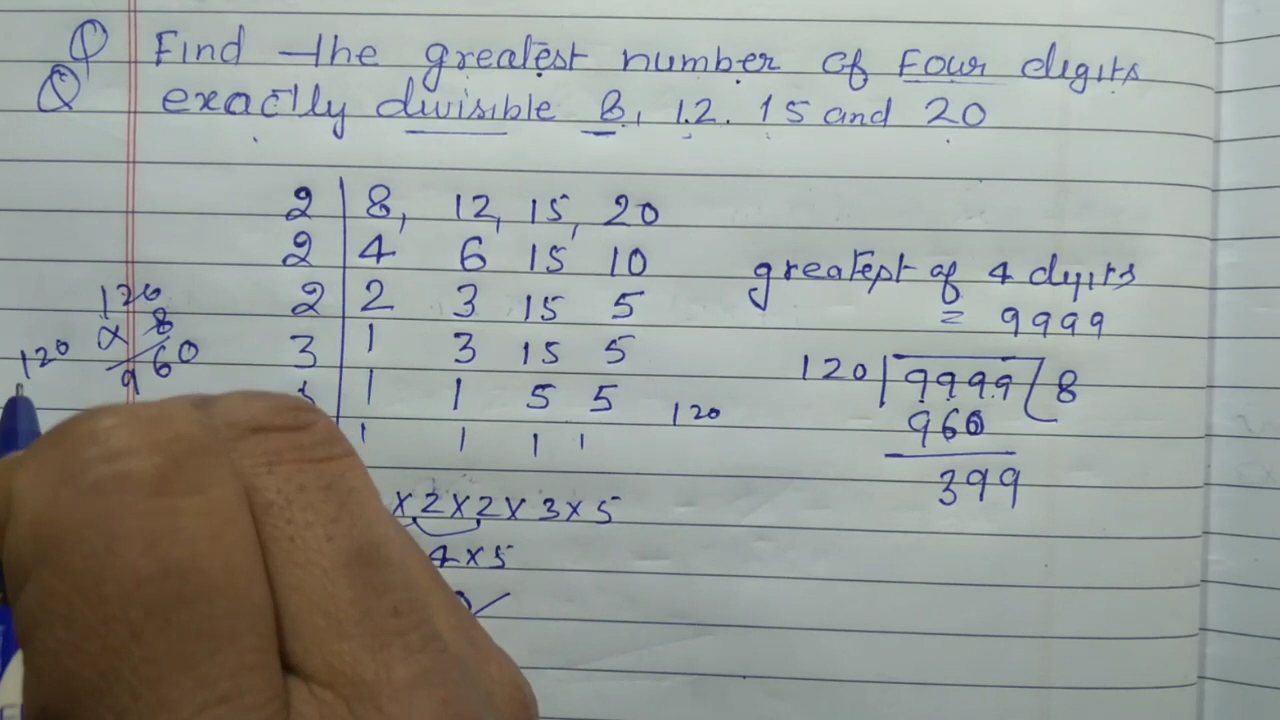 Q Find the greatest number of Four digits
Q exactly divisible 8, 12. 15 and 20
2 8, 12, 15, 20
2 4 6 15 10
2 2 3 15 5
3 1 3 15 5
1 1 5 5
1 1 1 1
× 2 × 2 × 3 × 5
4 × 5
120
× 8
960
120
120
greatest of 4 digits
= 9999
120 9999 8
960
399